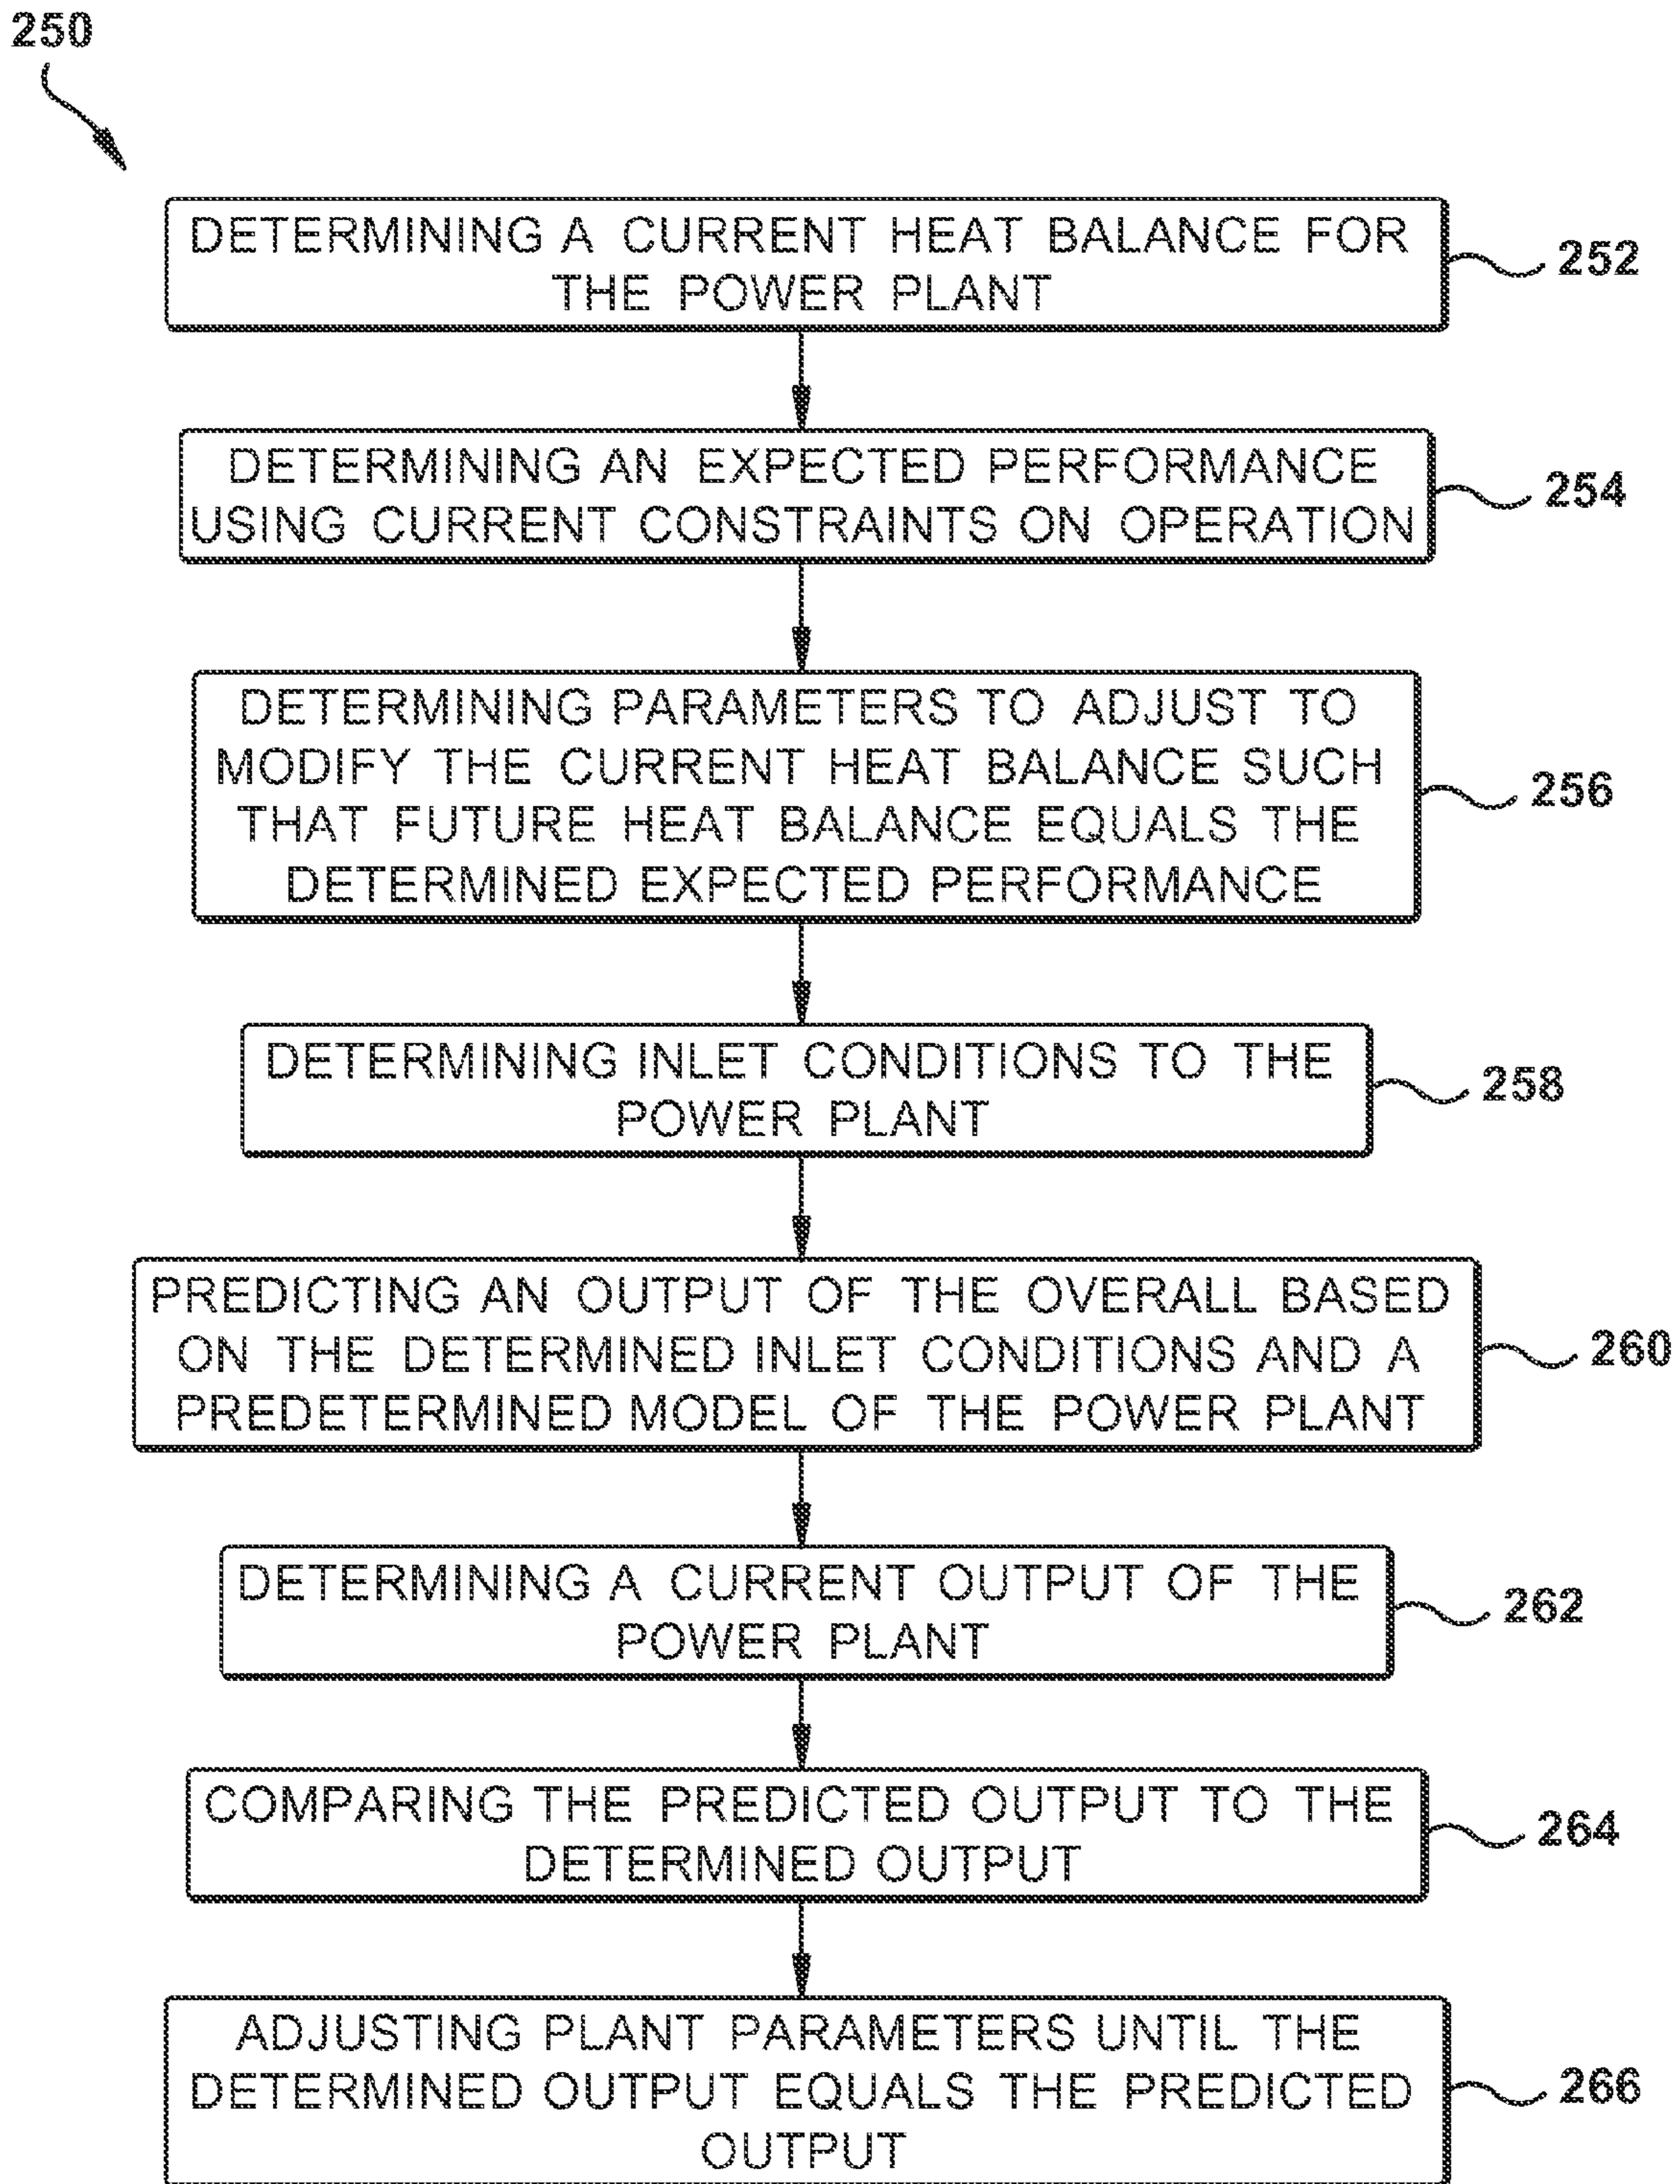 250
DETERMINING A CURRENT HEAT BALANCE FOR
THE POWER PLANT
252
DETERMINING AN EXPECTED PERFORMANCE
USING CURRENT CONSTRAINTS ON OPERATION
254
DETERMINING PARAMETERS TO ADJUST TO
MODIFY THE CURRENT HEAT BALANCE SUCH
THAT FUTURE HEAT BALANCE EQUALS THE
DETERMINED EXPECTED PERFORMANCE
256
DETERMINING INLET CONDITIONS TO THE
POWER PLANT
258
PREDICTING AN OUTPUT OF THE OVERALL BASED
ON THE DETERMINED INLET CONDITIONS AND A
PREDETERMINED MODEL OF THE POWER PLANT
260
DETERMINING A CURRENT OUTPUT OF THE
POWER PLANT
262
COMPARING THE PREDICTED OUTPUT TO THE
DETERMINED OUTPUT
264
ADJUSTING PLANT PARAMETERS UNTIL THE
DETERMINED OUTPUT EQUALS THE PREDICTED
OUTPUT
266